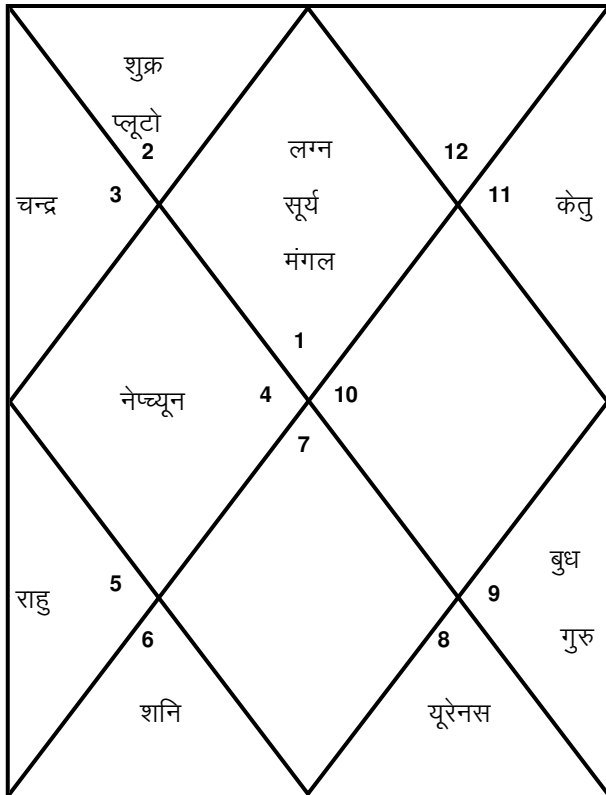 शुक्र
प्लूटो
2
लग्न
12
चन्द्र
3
सूर्य
11
केतु
मंगल
1
नेप्च्यून
4
10
7
बुध
राहु
5
9
6
8
गुरु
शनि
यूरेनस